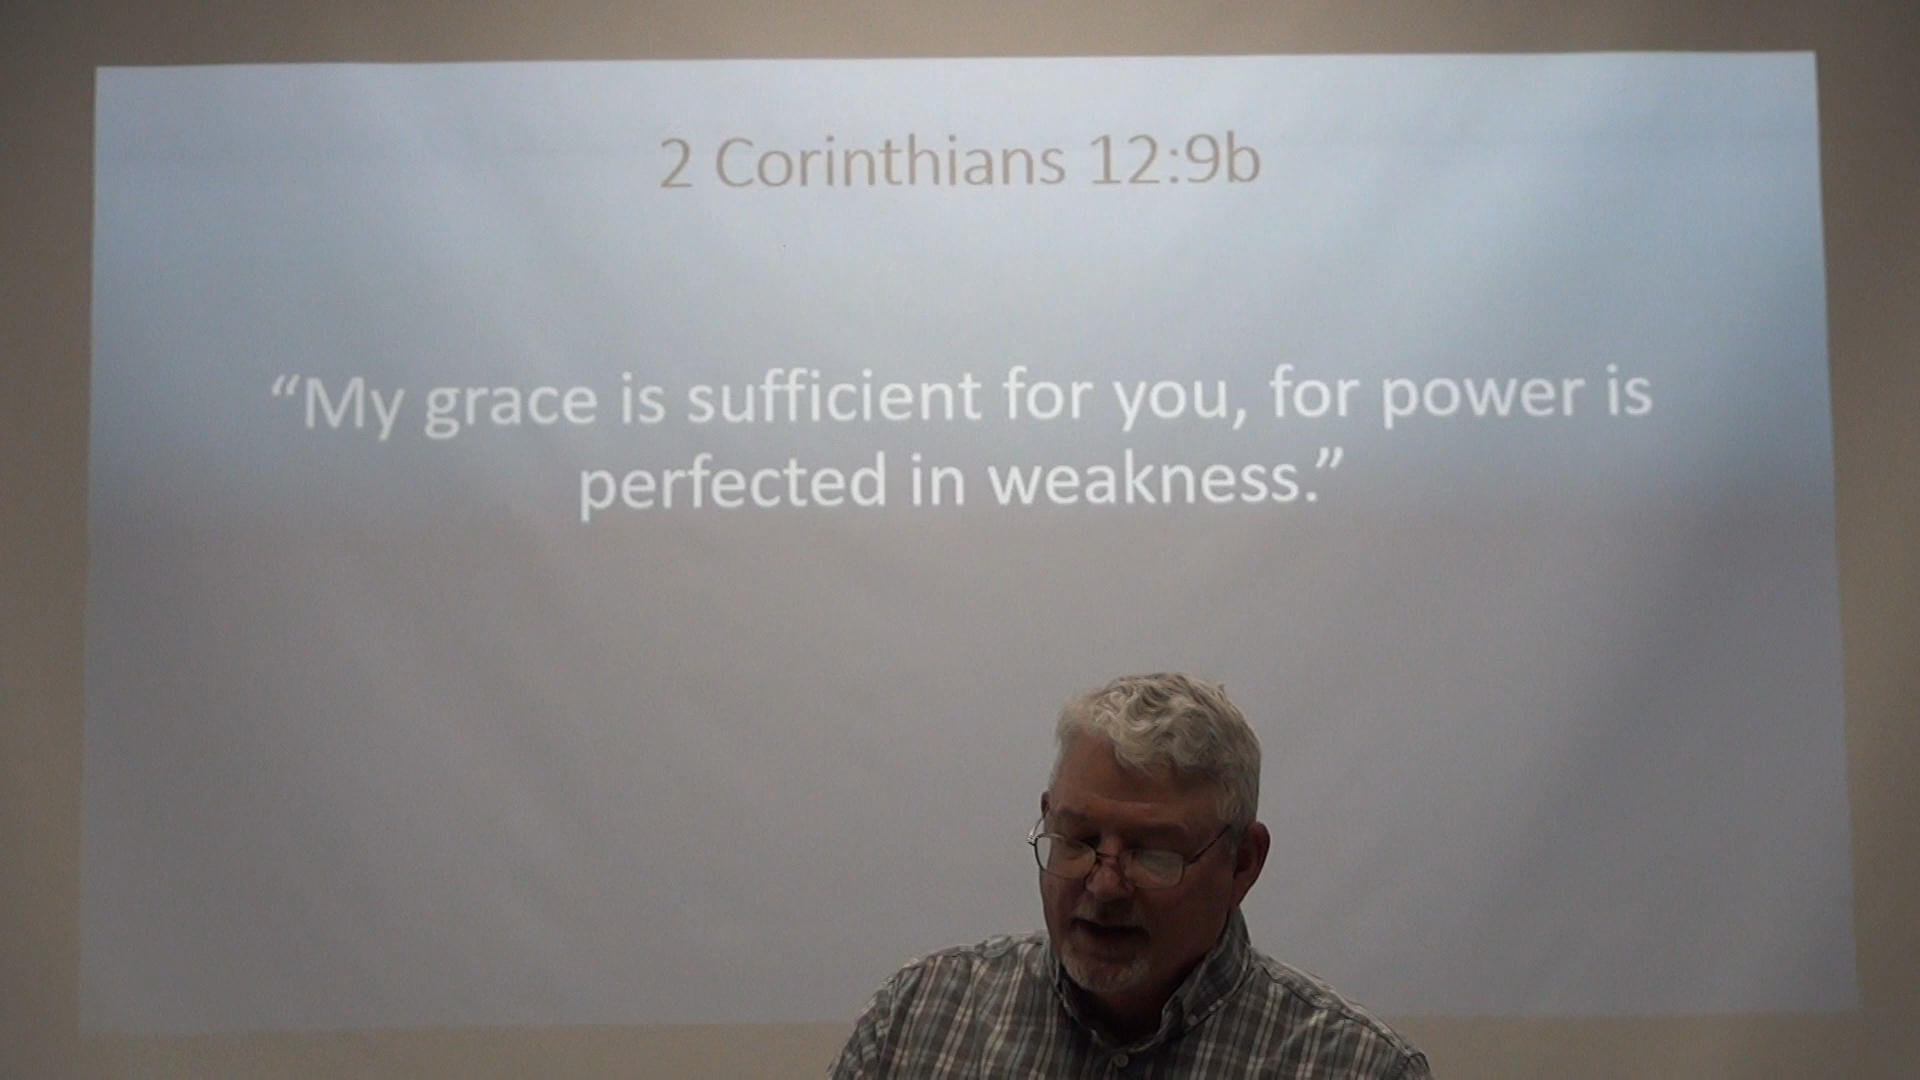 2 Corinthians 12:9b
“My grace is sufficient for you, for power is
perfected in weakness.”